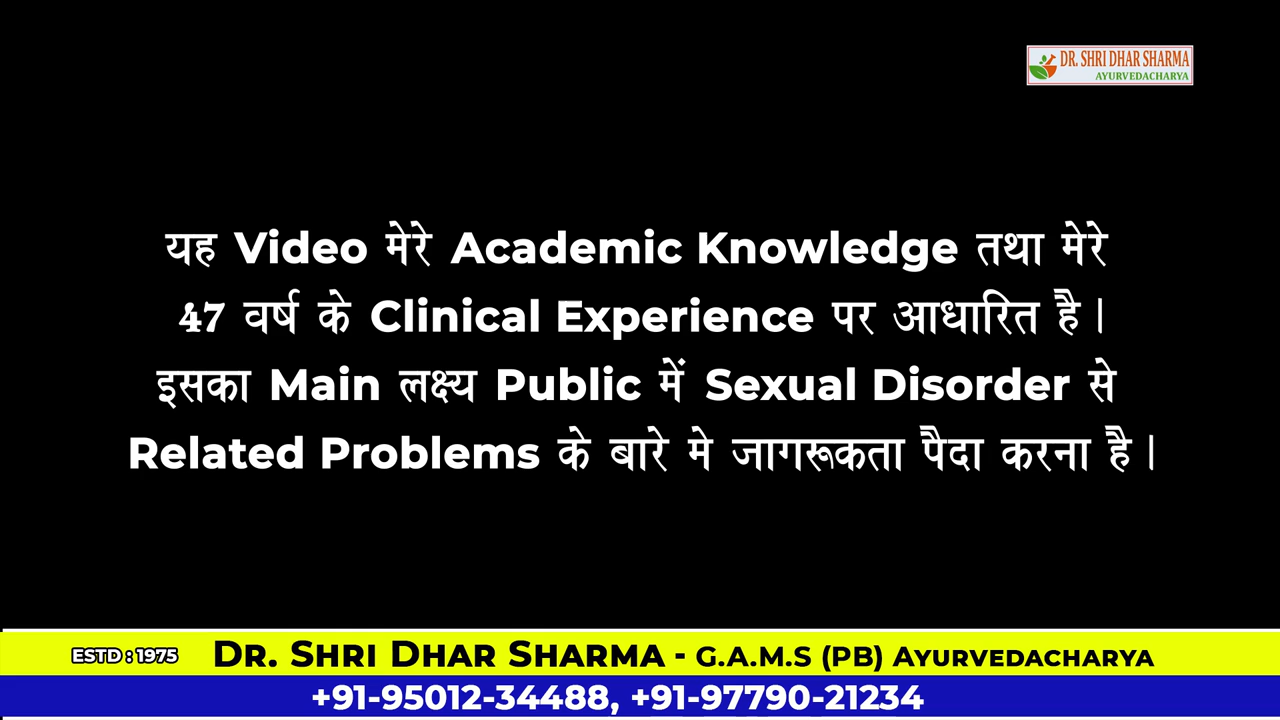 DR. SHRI DHAR SHARMA
AYURVEDACHARYA
यह Video मेरे Academic Knowledge तथा मेरे
47 वर्ष के Clinical Experience पर आधारित है।
इसका Main लक्ष्य Public में Sexual Disorder से
Related Problems के बारे मे जागरूकता पैदा करना है।
ESTD : 1975 DR. SHRI DHAR SHARMA - G.A.M.S (PB) AYURVEDACHARYA
+91-95012-34488, +91-97790-21234